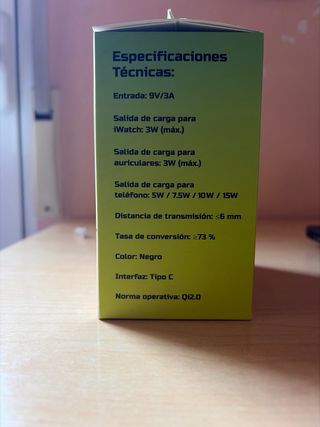 Especificaciones
Técnicas:
Entrada: 9V/3A
Salida de carga para
iWatch: 3W (máx.)
Salida de carga para
auriculares: 3W (máx.)
Salida de carga para
teléfono: 5W / 7.5W / 10W / 15W
Distancia de transmisión: ≤6 mm
Tasa de conversión: ≥73 %
Color: Negro
Interfaz: Tipo C
Norma operativa: Qi2.0